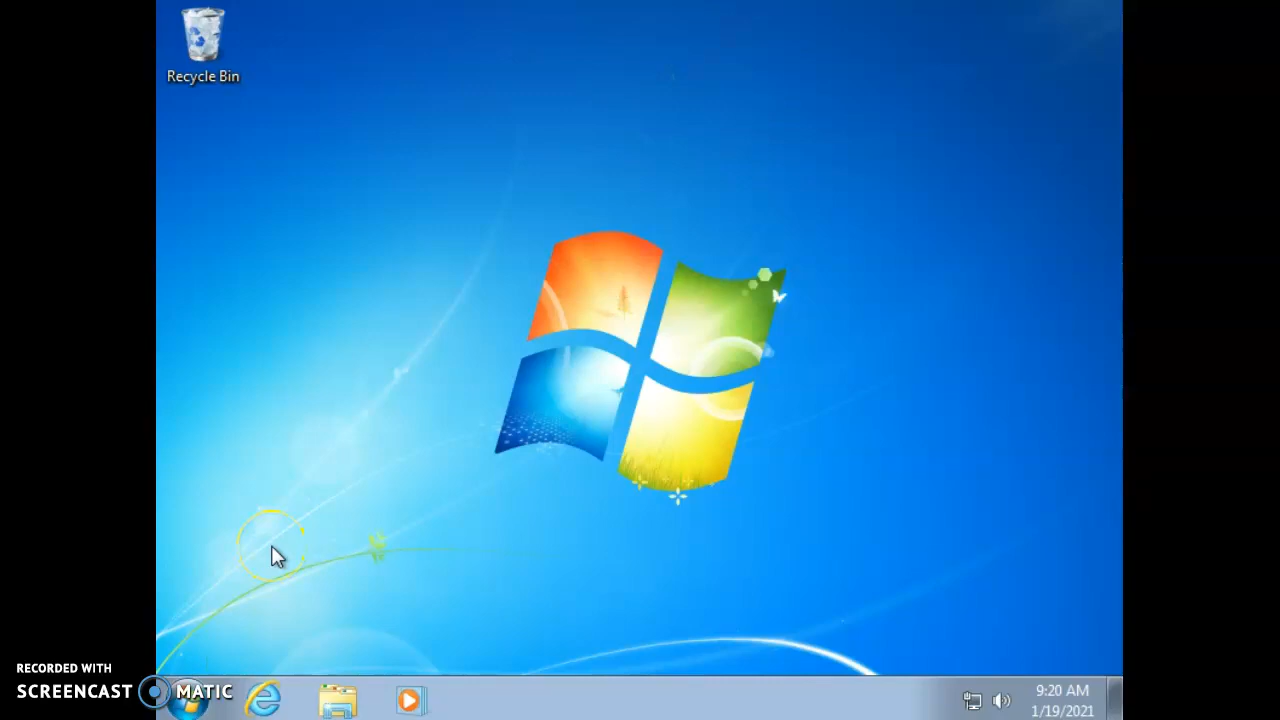 Recycle Bin
RECORDED WITH
SCREENCAST MATIC
9:20 AM
1/19/2021